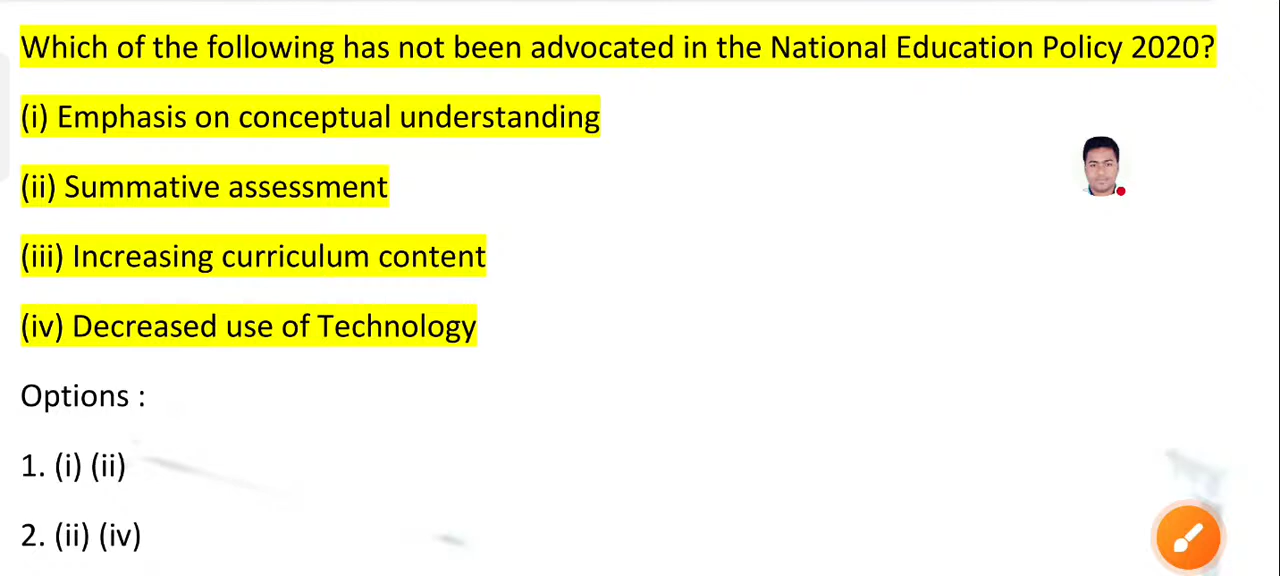 Which of the following has not been advocated in the National Education Policy 2020?
(i) Emphasis on conceptual understanding
(ii) Summative assessment
(iii) Increasing curriculum content
(iv) Decreased use of Technology
Options :
1. (i) (ii)
2. (ii) (iv)